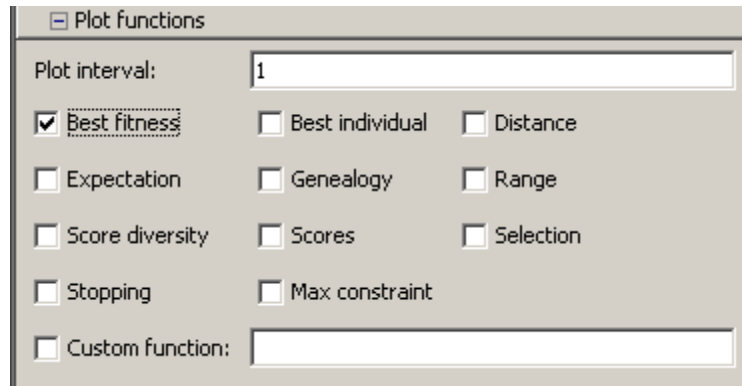 Plot functions
Plot interval: 1
Best fitness Best individual Distance
Expectation Genealogy Range
Score diversity Scores Selection
Stopping Max constraint
Custom function: